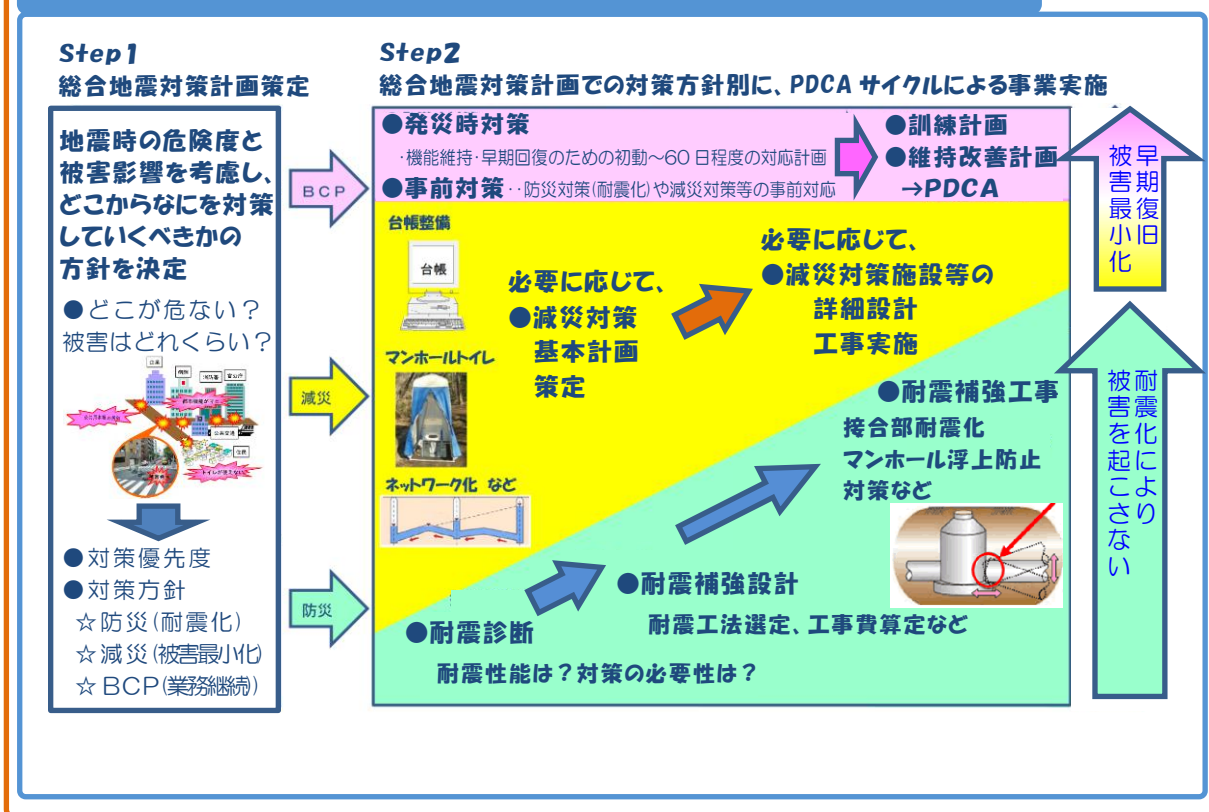 Step1
総合地震対策計画策定
地震時の危険度と
被害影響を考慮し、
どこからなにを対策
していくべきかの
方針を決定
●どこが危ない?
被害はどれくらい?
トイレが使えない
●対策優先度
●対策方針
☆防災(耐震化)
☆減災(被害最小化)
☆BCP(業務継続)
BCP
減災
防災
Step2
総合地震対策計画での対策方針別に、PDCAサイクルによる事業実施
●発災時対策
・機能維持・早期回復のための初動~60日程度の対応計画
●事前対策‥防災対策(耐震化)や減災対策等の事前対応
●訓練計画
●維持改善計画
→PDCA
台帳整備
台帳
マンホールトイレ
ネットワーク化 など
必要に応じて、
●減災対策
基本計画
策定
必要に応じて、
●減災対策施設等の
詳細設計
工事実施
●耐震診断
耐震性能は?対策の必要性は?
●耐震補強設計
耐震工法選定、工事費算定など
●耐震補強工事
接合部耐震化
マンホール浮上防止
対策など
早期復旧
被害最小化
耐震化により
被害を起こさない